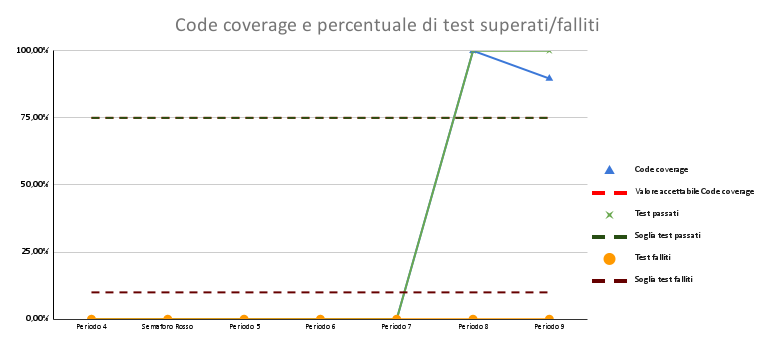 Code coverage e percentuale di test superati/falliti
100,00%
75,00%
50,00%
25,00%
0,00%
Periodo 4 Semaforo Rosso Periodo 5 Periodo 6 Periodo 7 Periodo 8 Periodo 9
Code coverage
Valore accettabile Code coverage
Test passati
Soglia test passati
Test falliti
Soglia test falliti